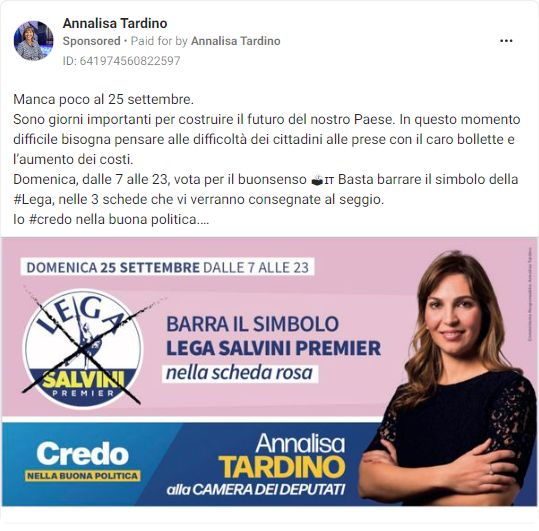 Annalisa Tardino
Sponsored • Paid for by Annalisa Tardino
ID: 641974560822597
Manca poco al 25 settembre.
Sono giorni importanti per costruire il futuro del nostro Paese. In questo momento
difficile bisogna pensare alle difficoltà dei cittadini alle prese con il caro bollette e
l'aumento dei costi.
Domenica, dalle 7 alle 23, vota per il buonsenso 🗳️🇮🇹 Basta barrare il simbolo della
#Lega, nelle 3 schede che vi verranno consegnate al seggio.
Io #credo nella buona politica....
DOMENICA 25 SETTEMBRE DALLE 7 ALLE 23
LEGA
SALVINI
PREMIER
BARRA IL SIMBOLO
LEGA SALVINI PREMIER
nella scheda rosa
Credo
NELLA BUONA POLITICA
Annalisa
TARDINO
alla CAMERA DEI DEPUTATI
Committente Responsabile: Annalisa Tardino